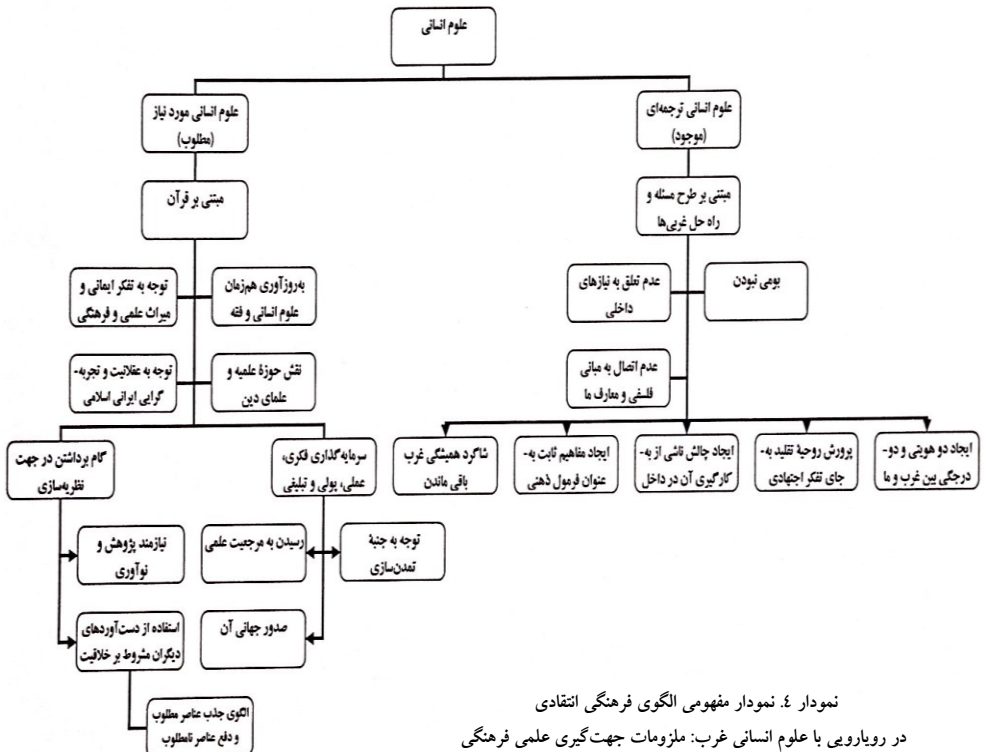 علوم انسانی
علوم انسانی ترجمه‌ای
(موجود)
مبتنی بر طرح مسئله و
راه حل غربی‌ها
بومی نبودن
عدم تعلق به نیازهای
داخلی
عدم اتصال به مبانی
فلسفی و معارف ما
ایجاد دو هویتی و دو-
درجگی بین غرب و ما
پرورش روحیهٔ تقلید به-
جای تفکر اجتهادی
ایجاد چالش ناشی از به-
کارگیری آن در داخل
ایجاد مفاهیم ثابت به-
عنوان فرمول ذهنی
شاگرد همیشگی غرب
باقی ماندن
علوم انسانی مورد نیاز
(مطلوب)
مبتنی بر قرآن
به‌روزآوری هم‌زمان
علوم انسانی و فقه
توجه به تفکر ایمانی و
میراث علمی و فرهنگی
نقش حوزهٔ علمیه و
علمای دین
توجه به عقلانیت و تجربه-
گرایی ایرانی اسلامی
سرمایه‌گذاری فکری،
عملی، پولی و تبلیغی
توجه به جنبهٔ
تمدن‌سازی
رسیدن به مرجعیت علمی
صدور جهانی آن
گام برداشتن در جهت
نظریه‌سازی
نیازمند پژوهش و
نوآوری
استفاده از دست‌آوردهای
دیگران مشروط بر خلاقیت
الگوی جذب عناصر مطلوب
و دفع عناصر نامطلوب
نمودار ٤. نمودار مفهومی الگوی فرهنگی انتقادی
در رویارویی با علوم انسانی غرب: ملزومات جهت‌گیری علمی فرهنگی